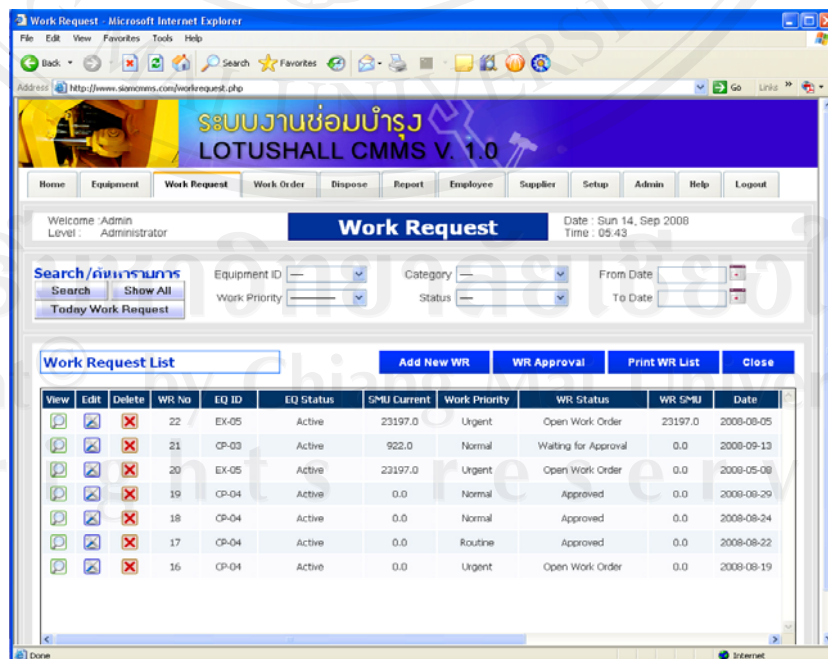 Work Request - Microsoft Internet Explorer
File Edit View Favorites Tools Help
Back Search Favorites
Address http://www.siamcmms.com/workrequest.php Go Links
ระบบงานซ่อมบำรุง
LOTUSHALL CMMS V. 1.0
Home Equipment Work Request Work Order Dispose Report Employee Supplier Setup Admin Help Logout
Welcome :Admin
Level : Administrator
Work Request
Date : Sun 14, Sep 2008
Time : 05:43
Search/ค้นหารายการ Equipment ID Category From Date
Search Show All
Work Priority Status To Date
Today Work Request
Work Request List Add New WR WR Approval Print WR List Close
View Edit Delete WR No EQ ID EQ Status SMU Current Work Priority WR Status WR SMU Date
22 EX-05 Active 23197.0 Urgent Open Work Order 23197.0 2008-08-05
21 CP-03 Active 922.0 Normal Waiting for Approval 0.0 2008-09-13
20 EX-05 Active 23197.0 Urgent Open Work Order 0.0 2008-05-08
19 CP-04 Active 0.0 Normal Approved 0.0 2008-08-29
18 CP-04 Active 0.0 Normal Approved 0.0 2008-08-24
17 CP-04 Active 0.0 Routine Approved 0.0 2008-08-22
16 CP-04 Active 0.0 Urgent Open Work Order 0.0 2008-08-19
Done Internet